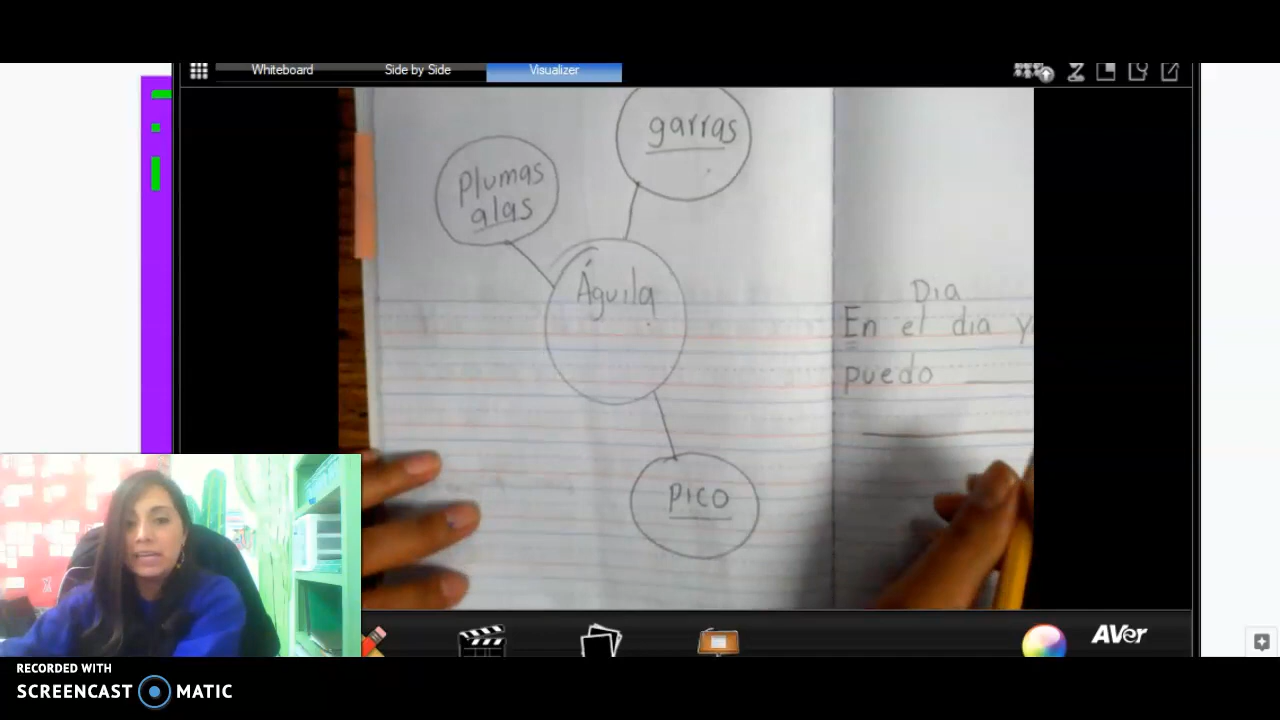 Whiteboard
Side by Side
Visualizer
garras
plumas
alas
Águila
pico
Dia
En el dia y
puedo
AVer
RECORDED WITH
SCREENCAST MATIC